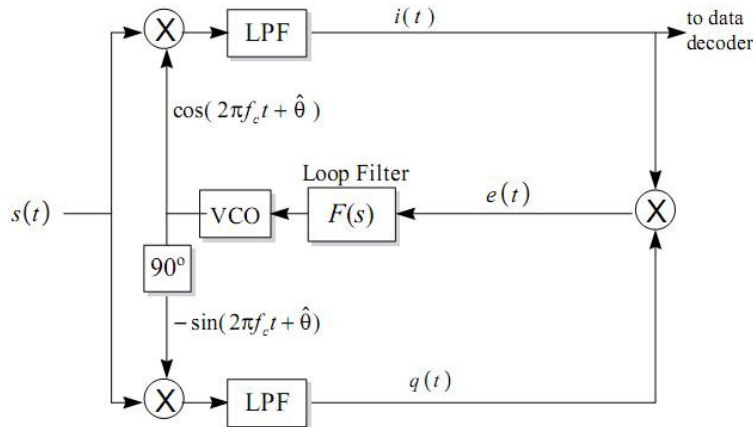 X
LPF
i(t)
to data
decoder
cos(2πf_c t + θ̂)
Loop Filter
s(t)
VCO
F(s)
e(t)
X
90°
−sin(2πf_c t + θ̂)
X
LPF
q(t)